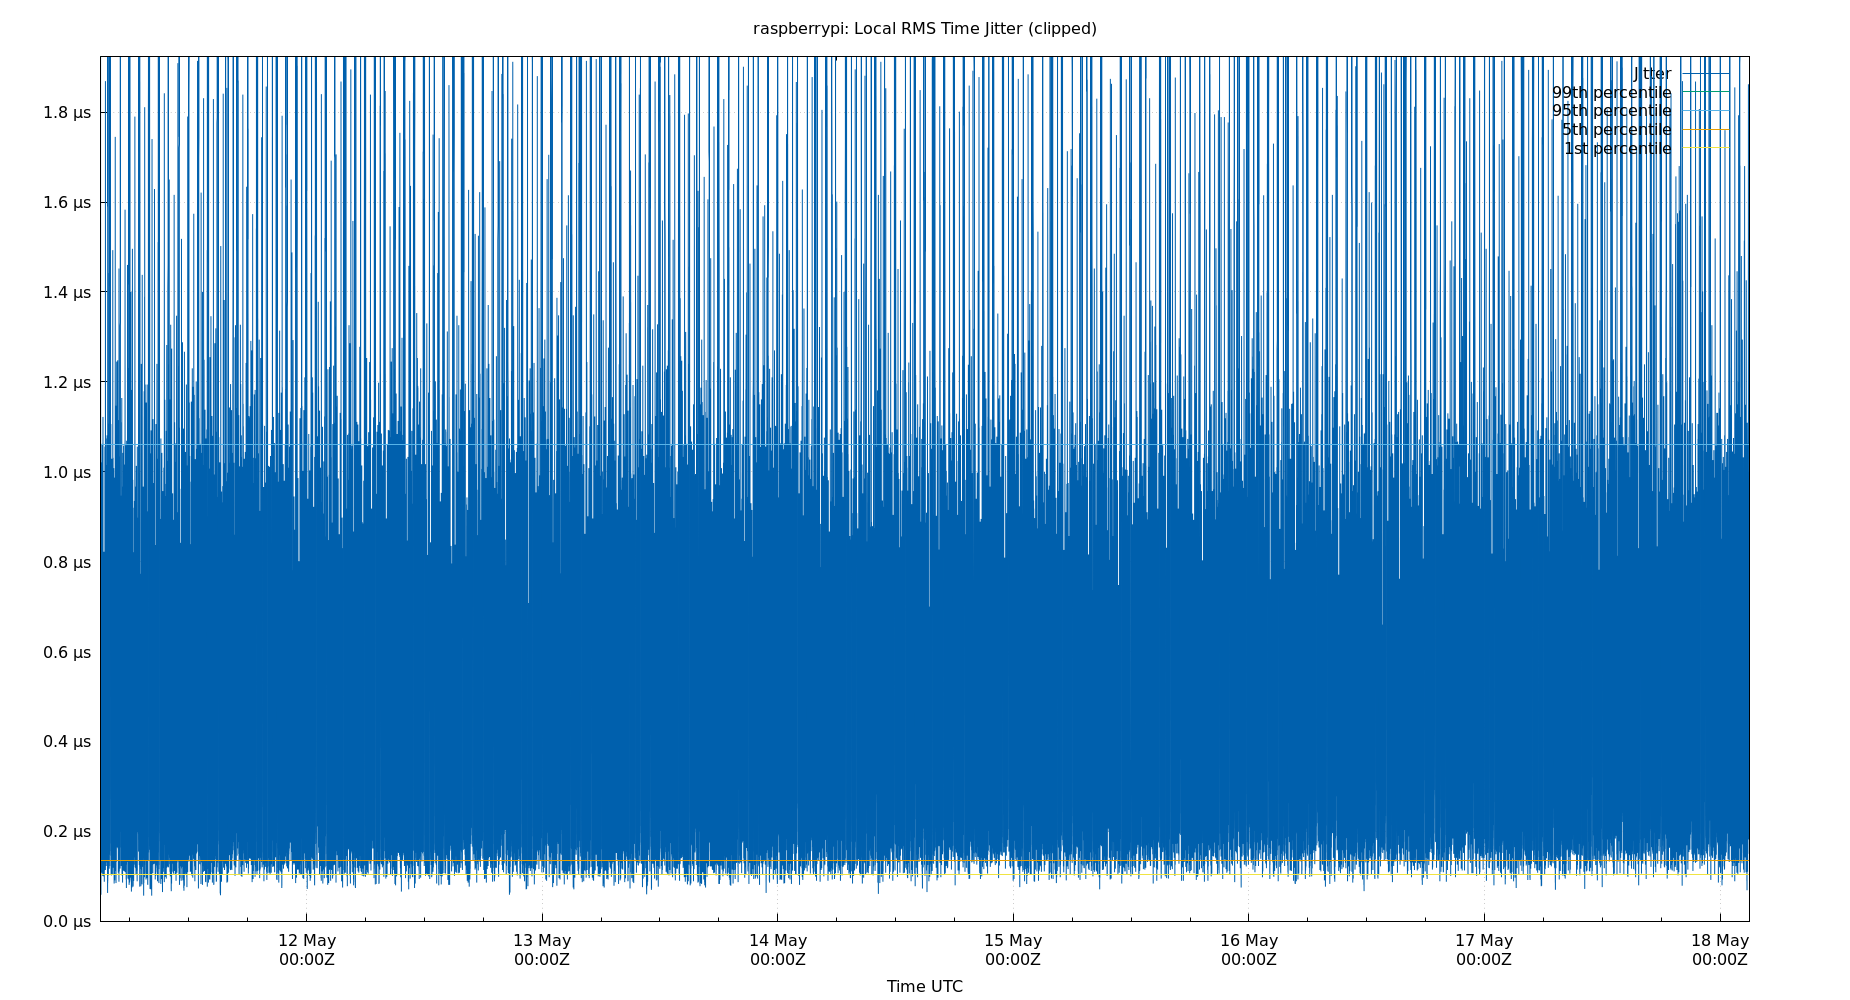 raspberrypi: Local RMS Time Jitter (clipped)
Jitter
99th percentile
95th percentile
5th percentile
1st percentile
1.8 µs
1.6 µs
1.4 µs
1.2 µs
1.0 µs
0.8 µs
0.6 µs
0.4 µs
0.2 µs
0.0 µs
12 May 13 May 14 May 15 May 16 May 17 May 18 May
00:00Z 00:00Z 00:00Z 00:00Z 00:00Z 00:00Z 00:00Z
Time UTC